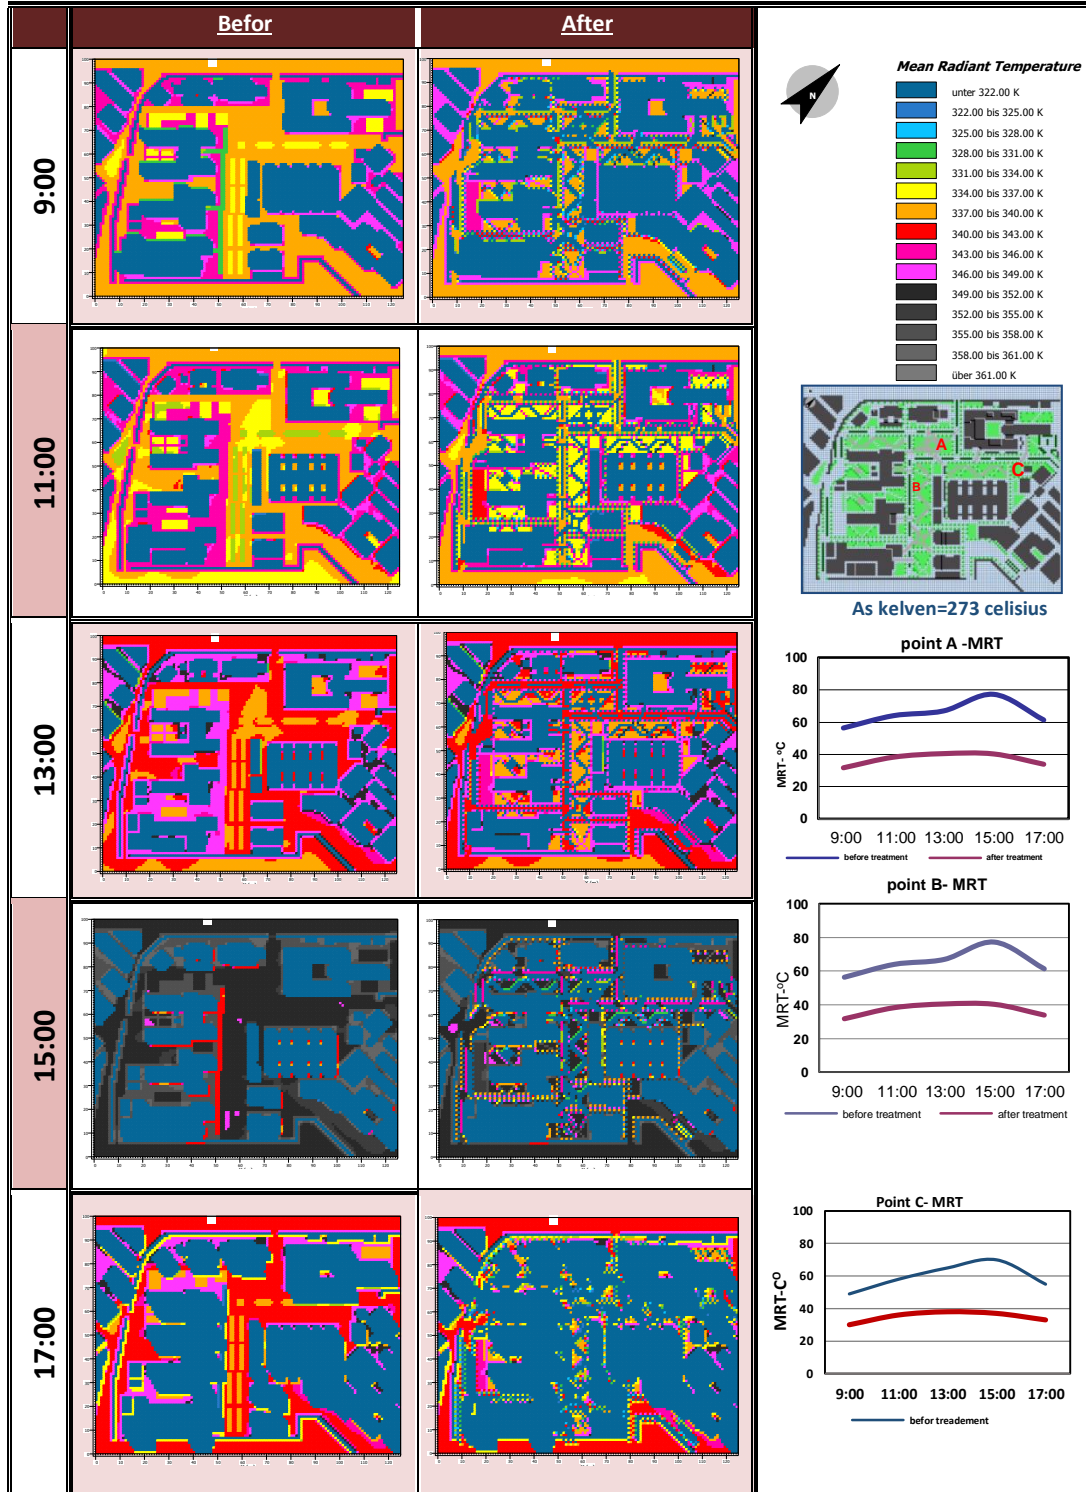 Befor
After
9:00
11:00
13:00
15:00
17:00
N
Mean Radiant Temperature
unter 322.00 K
322.00 bis 325.00 K
325.00 bis 328.00 K
328.00 bis 331.00 K
331.00 bis 334.00 K
334.00 bis 337.00 K
337.00 bis 340.00 K
340.00 bis 343.00 K
343.00 bis 346.00 K
346.00 bis 349.00 K
349.00 bis 352.00 K
352.00 bis 355.00 K
355.00 bis 358.00 K
358.00 bis 361.00 K
über 361.00 K
A
B
C
As kelven=273 celisius
point A -MRT
100
80
60
40
20
0
MRT- ºC
9:00 11:00 13:00 15:00 17:00
before treatment after treatment
point B- MRT
100
80
60
40
20
0
MRT-ºC
9:00 11:00 13:00 15:00 17:00
before treatment after treatment
Point C- MRT
100
80
60
40
20
0
MRT-Cº
9:00 11:00 13:00 15:00 17:00
befor treadement